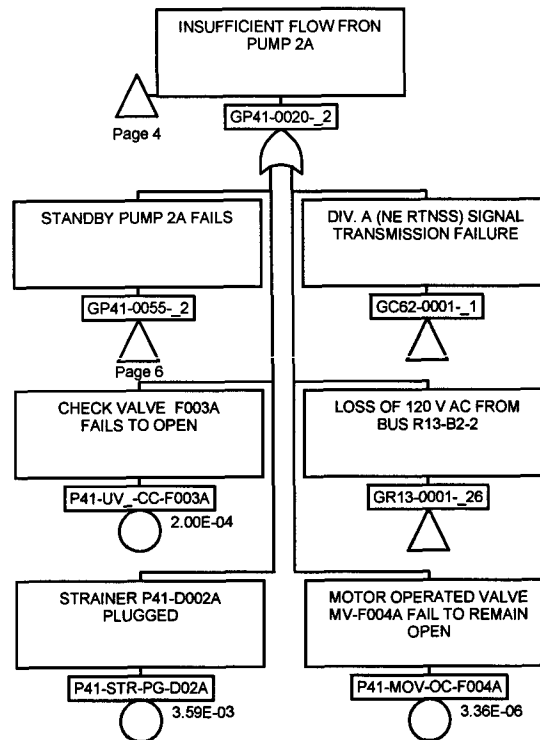 INSUFFICIENT FLOW FRON
PUMP 2A
Page 4
GP41-0020-_2
STANDBY PUMP 2A FAILS
DIV. A (NE RTNSS) SIGNAL
TRANSMISSION FAILURE
GP41-0055-_2
GC62-0001-_1
Page 6
CHECK VALVE F003A
FAILS TO OPEN
LOSS OF 120 V AC FROM
BUS R13-B2-2
P41-UV_-CC-F003A
2.00E-04
GR13-0001-_26
STRAINER P41-D002A
PLUGGED
MOTOR OPERATED VALVE
MV-F004A FAIL TO REMAIN
OPEN
P41-STR-PG-D02A
3.59E-03
P41-MOV-OC-F004A
3.36E-06